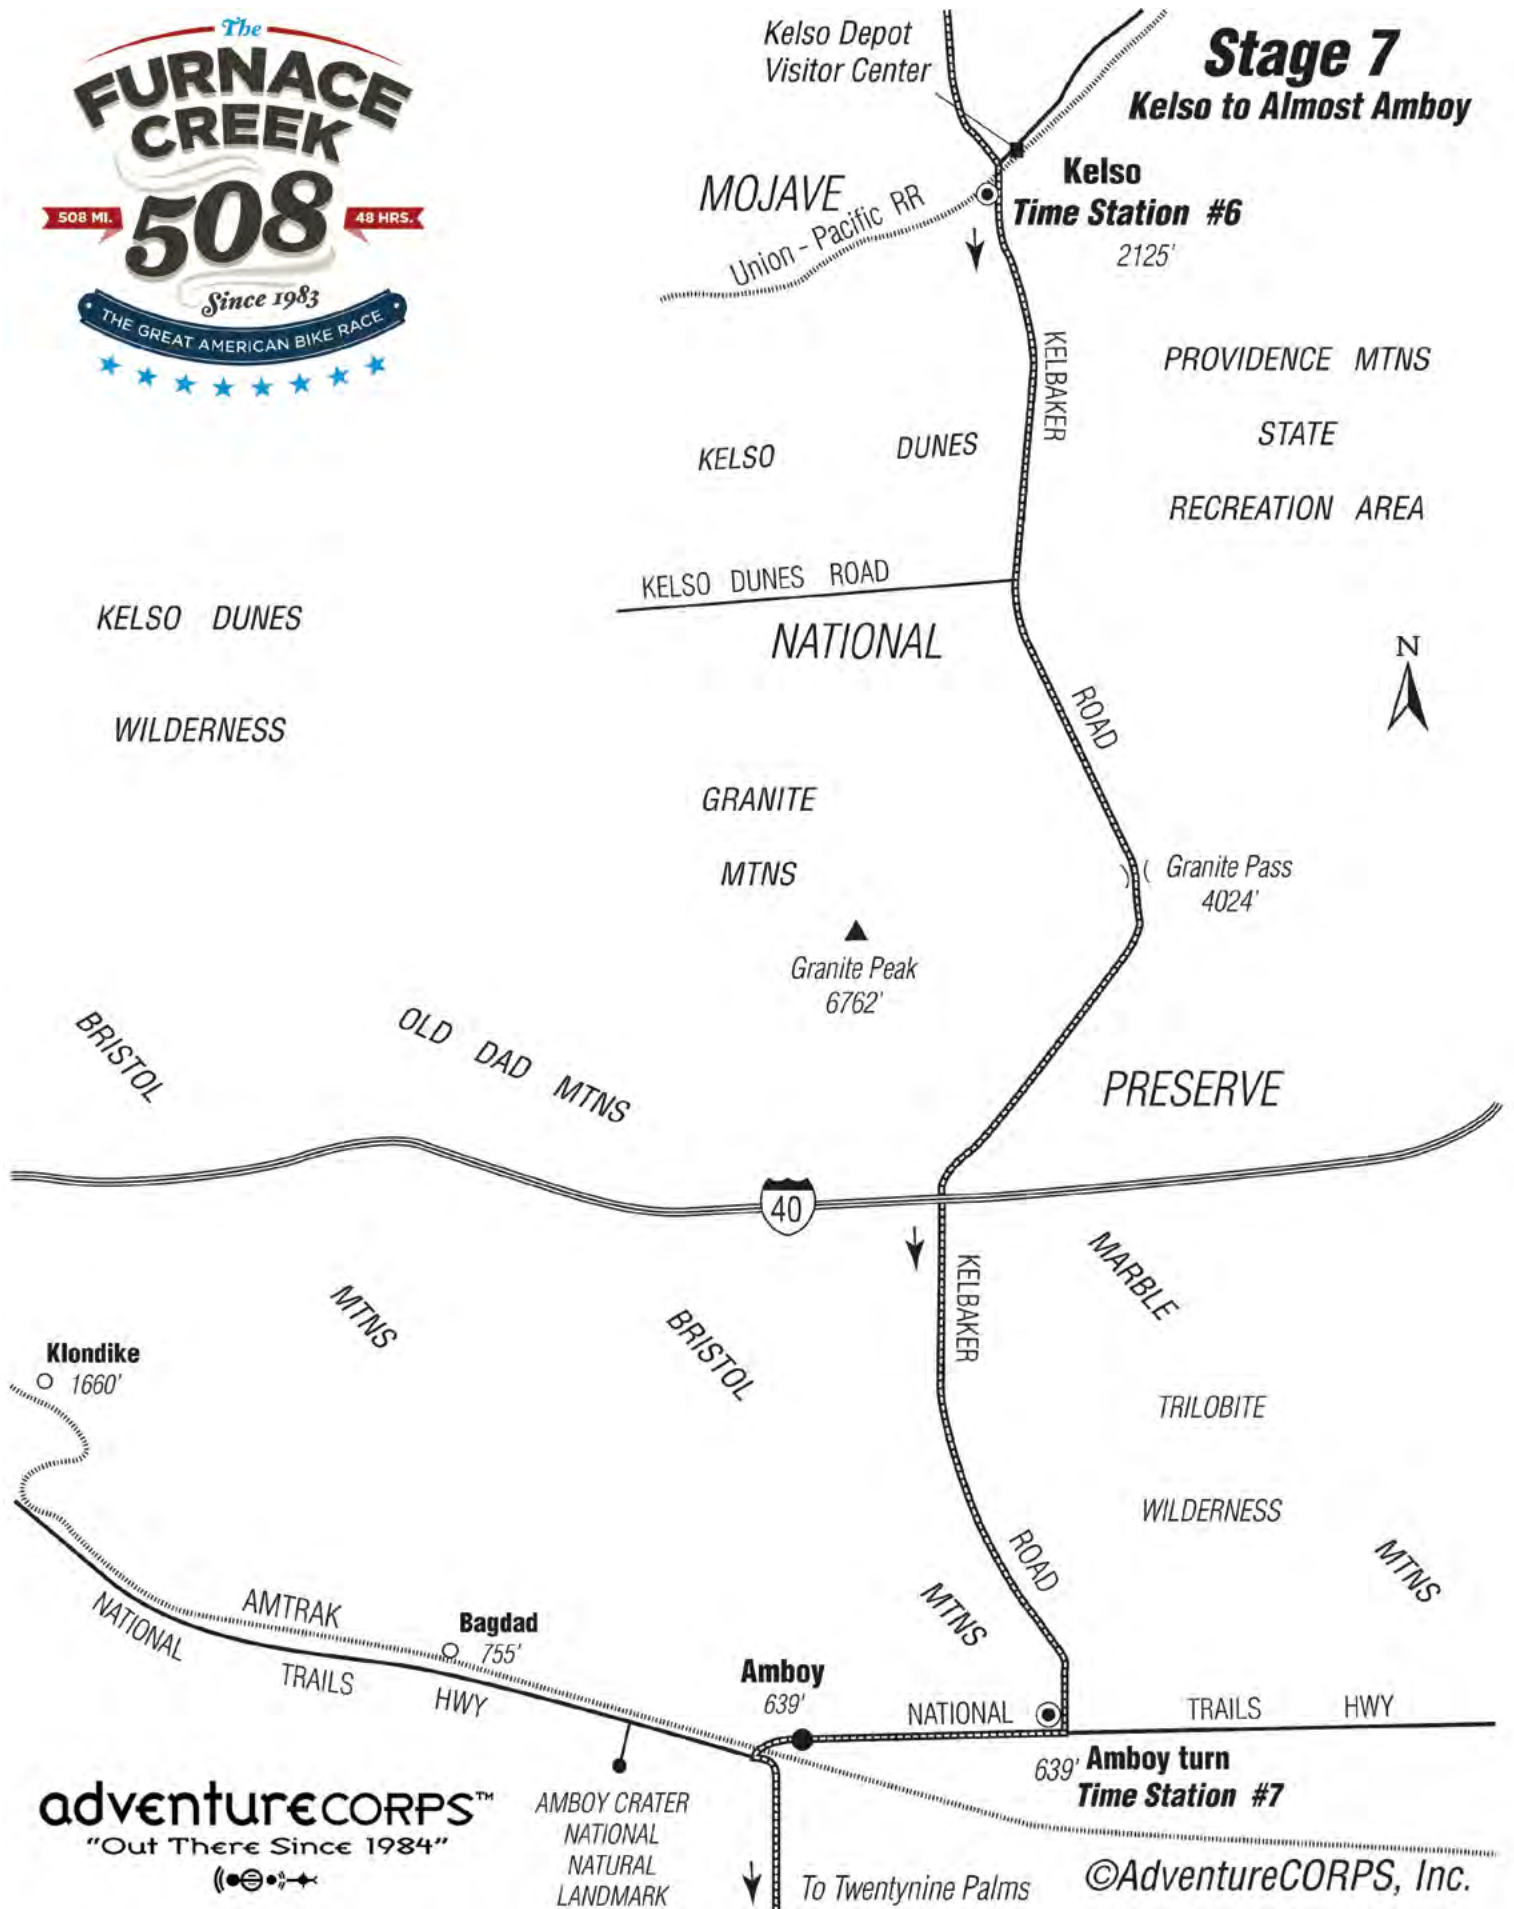 The
FURNACE
CREEK
508 MI.
508
48 HRS.
Since 1983
THE GREAT AMERICAN BIKE RACE
Kelso Depot
Visitor Center
Stage 7
Kelso to Almost Amboy
MOJAVE
Union - Pacific RR
Kelso
Time Station #6
2125'
KELBAKER
PROVIDENCE MTNS
STATE
RECREATION AREA
KELSO DUNES
KELSO DUNES ROAD
KELSO DUNES
WILDERNESS
NATIONAL
N
ROAD
GRANITE
MTNS
Granite Pass
4024'
Granite Peak
6762'
BRISTOL
OLD DAD MTNS
PRESERVE
40
MARBLE
KELBAKER
MTNS
BRISTOL
Klondike
1660'
TRILOBITE
WILDERNESS
ROAD
MTNS
MTNS
AMTRAK
NATIONAL
TRAILS
HWY
Bagdad
755'
Amboy
639'
NATIONAL
TRAILS
HWY
639' Amboy turn
Time Station #7
adventurECORPS™
"Out There Since 1984"
AMBOY CRATER
NATIONAL
NATURAL
LANDMARK
To Twentynine Palms
©AdventureCORPS, Inc.